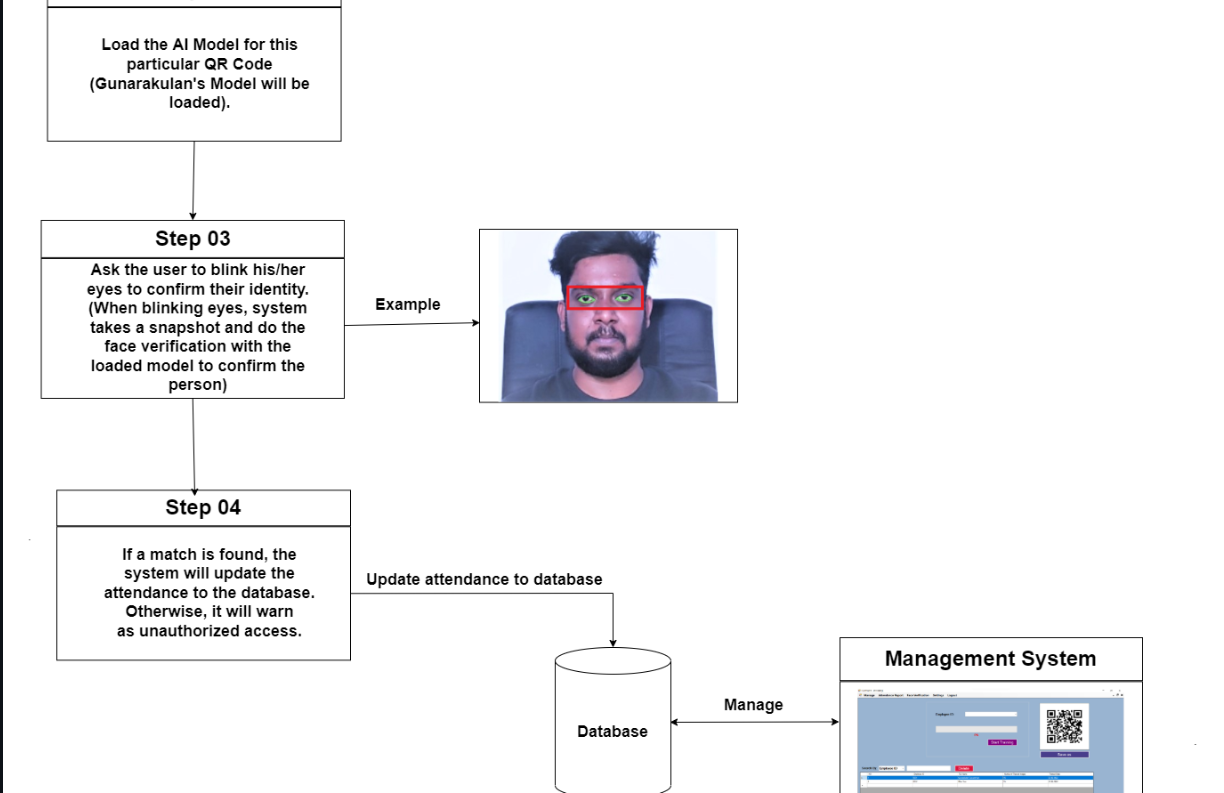 Load the AI Model for this
particular QR Code
(Gunarakulan's Model will be
loaded).
Step 03
Ask the user to blink his/her
eyes to confirm their identity.
(When blinking eyes, system
takes a snapshot and do the
face verification with the
loaded model to confirm the
person)
Example
Step 04
If a match is found, the
system will update the
attendance to the database.
Otherwise, it will warn
as unauthorized access.
Update attendance to database
Database
Manage
Management System
Employee ID
Start Training